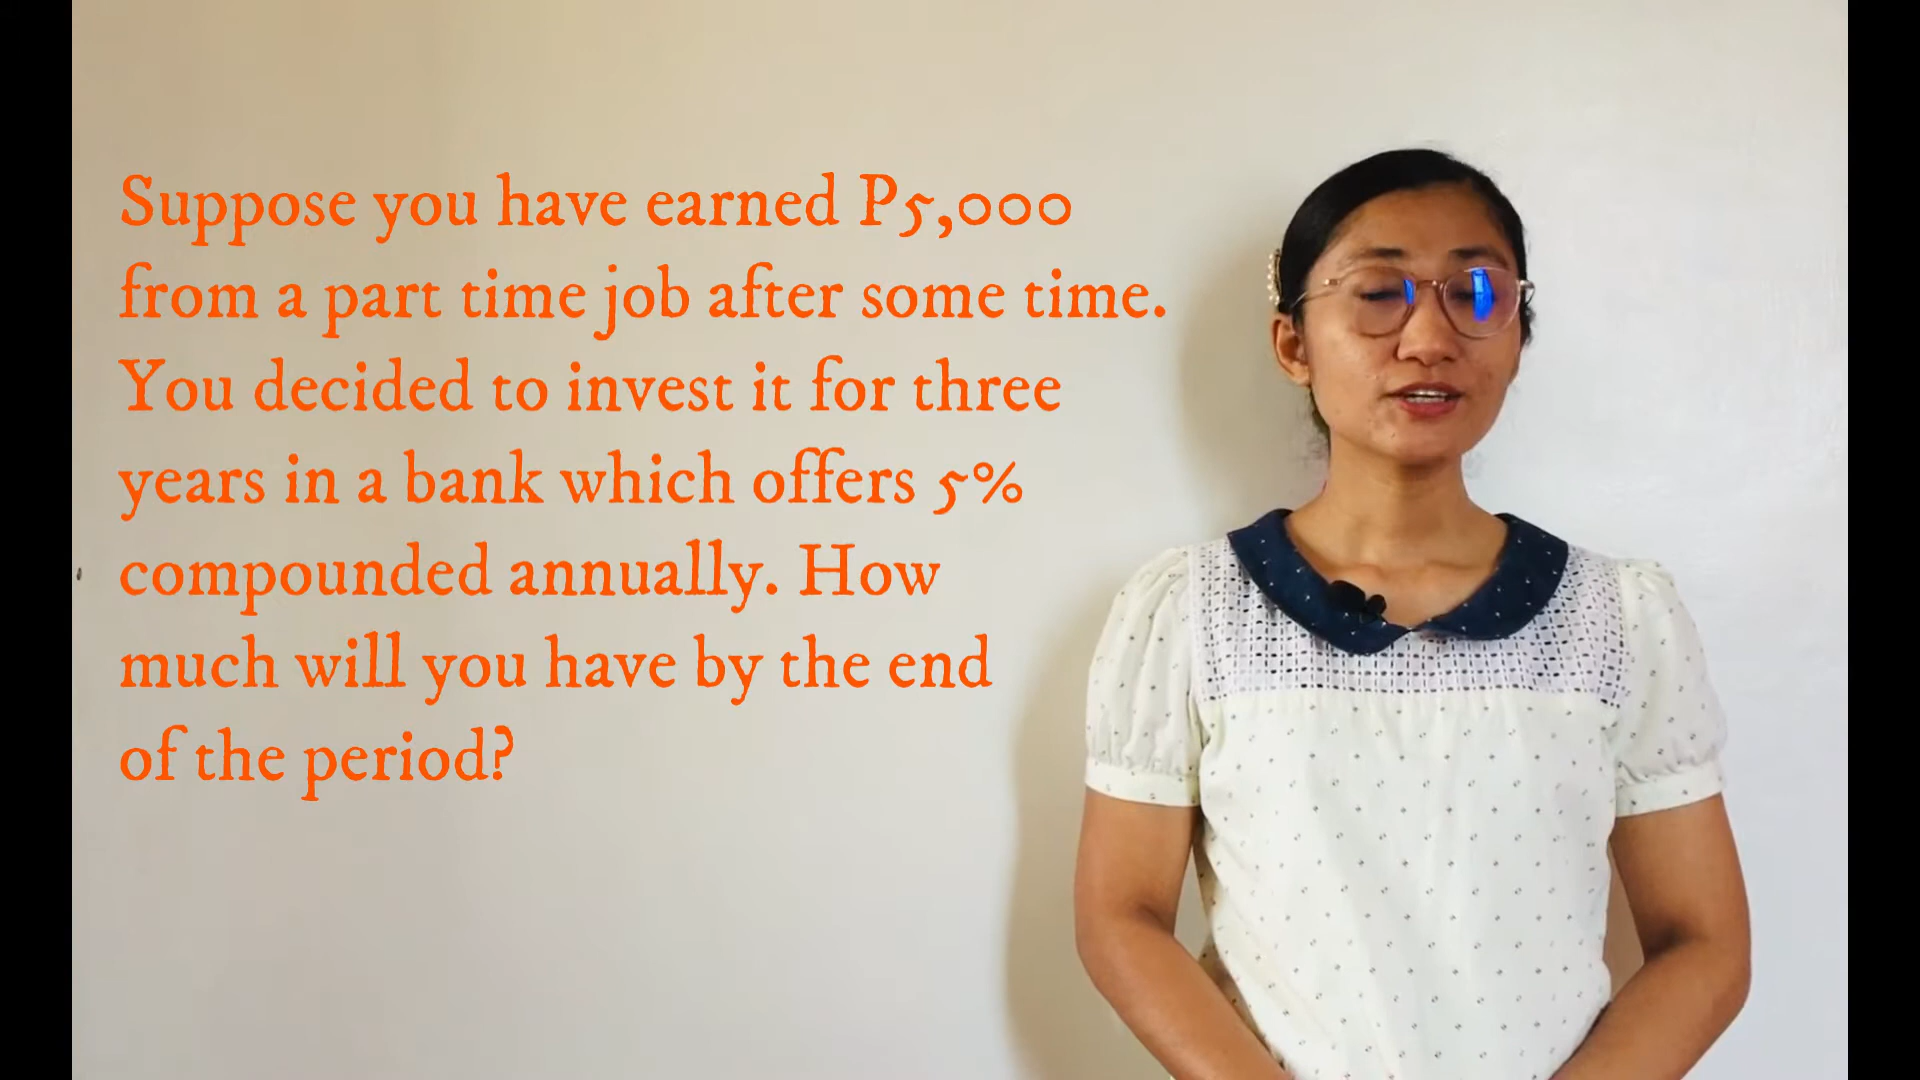 Suppose you have earned P5,000
from a part time job after some time.
You decided to invest it for three
years in a bank which offers 5%
compounded annually. How
much will you have by the end
of the period?